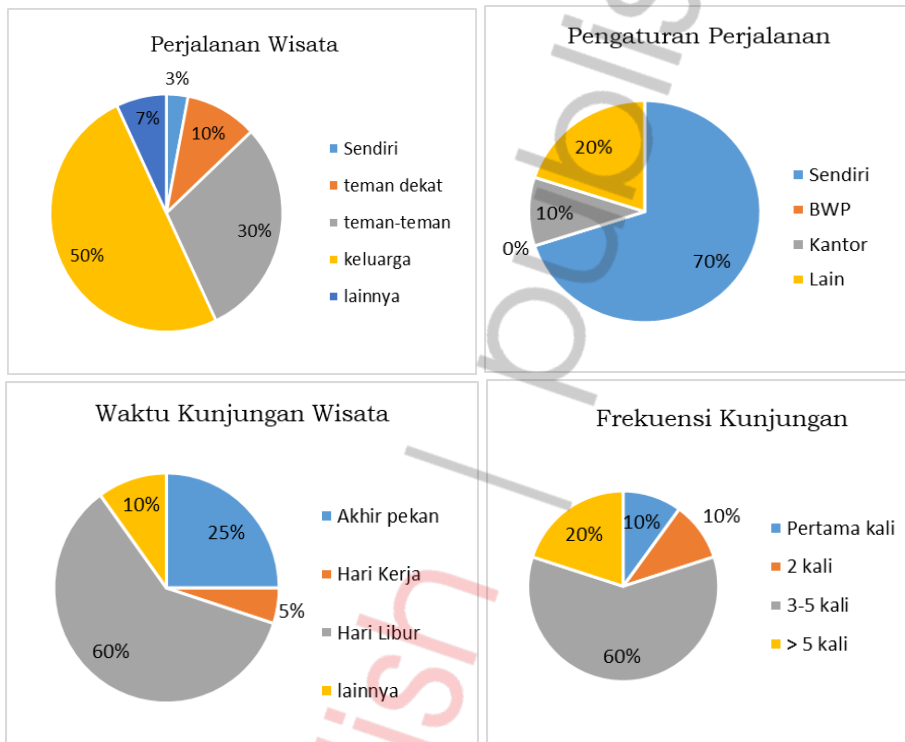 Perjalanan Wisata
3%
7%
10%
30%
50%
Sendiri
teman dekat
teman-teman
keluarga
lainnya
Pengaturan Perjalanan
20%
10%
0%
70%
Sendiri
BWP
Kantor
Lain
Waktu Kunjungan Wisata
10%
25%
5%
60%
Akhir pekan
Hari Kerja
Hari Libur
lainnya
Frekuensi Kunjungan
20%
10%
10%
60%
Pertama kali
2 kali
3-5 kali
> 5 kali
lish / publis